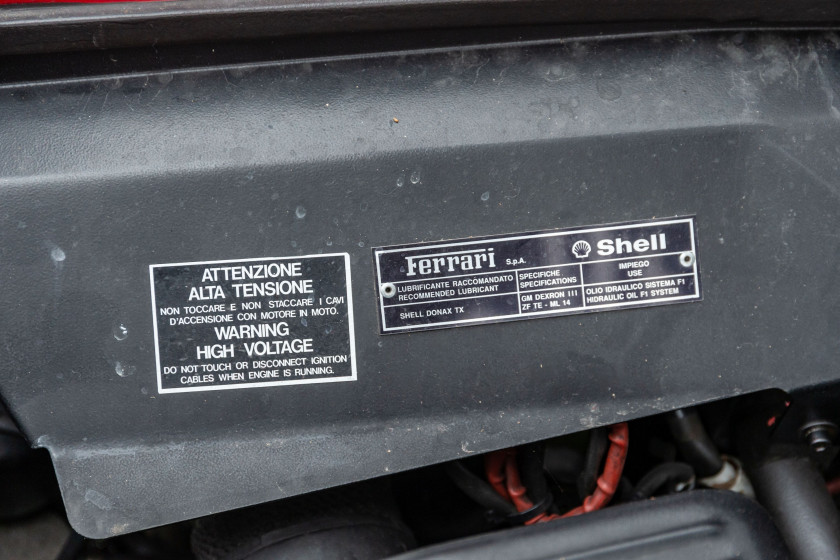 ATTENZIONE
ALTA TENSIONE
NON TOCCARE E NON STACCARE I CAVI
D'ACCENSIONE CON MOTORE IN MOTO.
WARNING
HIGH VOLTAGE
DO NOT TOUCH OR DISCONNECT IGNITION
CABLES WHEN ENGINE IS RUNNING.
Ferrari S.p.A. Shell
LUBRIFICANTE RACCOMANDATO
RECOMMENDED LUBRICANT
SPECIFICHE
SPECIFICATIONS
IMPIEGO
USE
SHELL DONAX TX
GM DEXRON III
ZF TE - ML 14
OLIO IDRAULICO SISTEMA F1
HIDRAULIC OIL F1 SYSTEM